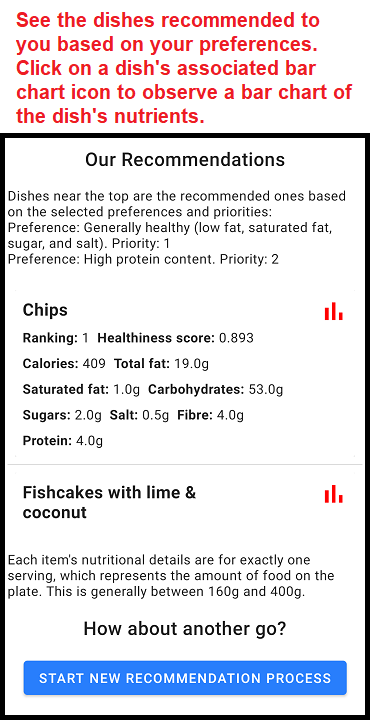 See the dishes recommended to
you based on your preferences.
Click on a dish's associated bar
chart icon to observe a bar chart of
the dish's nutrients.
Our Recommendations
Dishes near the top are the recommended ones based
on the selected preferences and priorities:
Preference: Generally healthy (low fat, saturated fat,
sugar, and salt). Priority: 1
Preference: High protein content. Priority: 2
Chips
Ranking: 1 Healthiness score: 0.893
Calories: 409 Total fat: 19.0g
Saturated fat: 1.0g Carbohydrates: 53.0g
Sugars: 2.0g Salt: 0.5g Fibre: 4.0g
Protein: 4.0g
Fishcakes with lime &
coconut
Each item's nutritional details are for exactly one
serving, which represents the amount of food on the
plate. This is generally between 160g and 400g.
How about another go?
START NEW RECOMMENDATION PROCESS